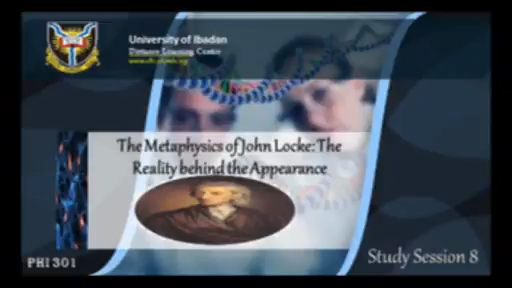 University of Ibadan
Distance Learning Centre
The Metaphysics of John Locke: The
Reality behind the Appearance
Study Session 8
PHI 301